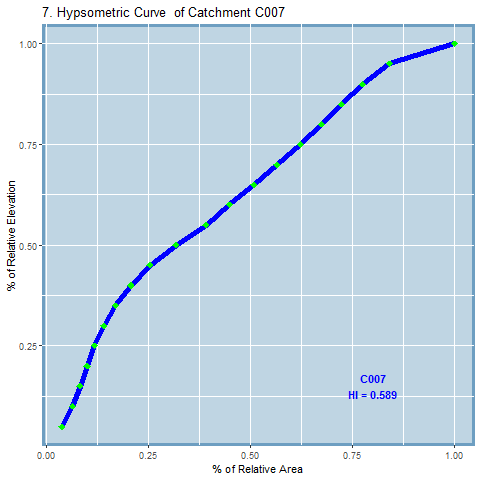 7. Hypsometric Curve  of Catchment C007
1.00
0.75
0.50
0.25
% of Relative Elevation
C007
HI = 0.589
0.00 0.25 0.50 0.75 1.00
% of Relative Area